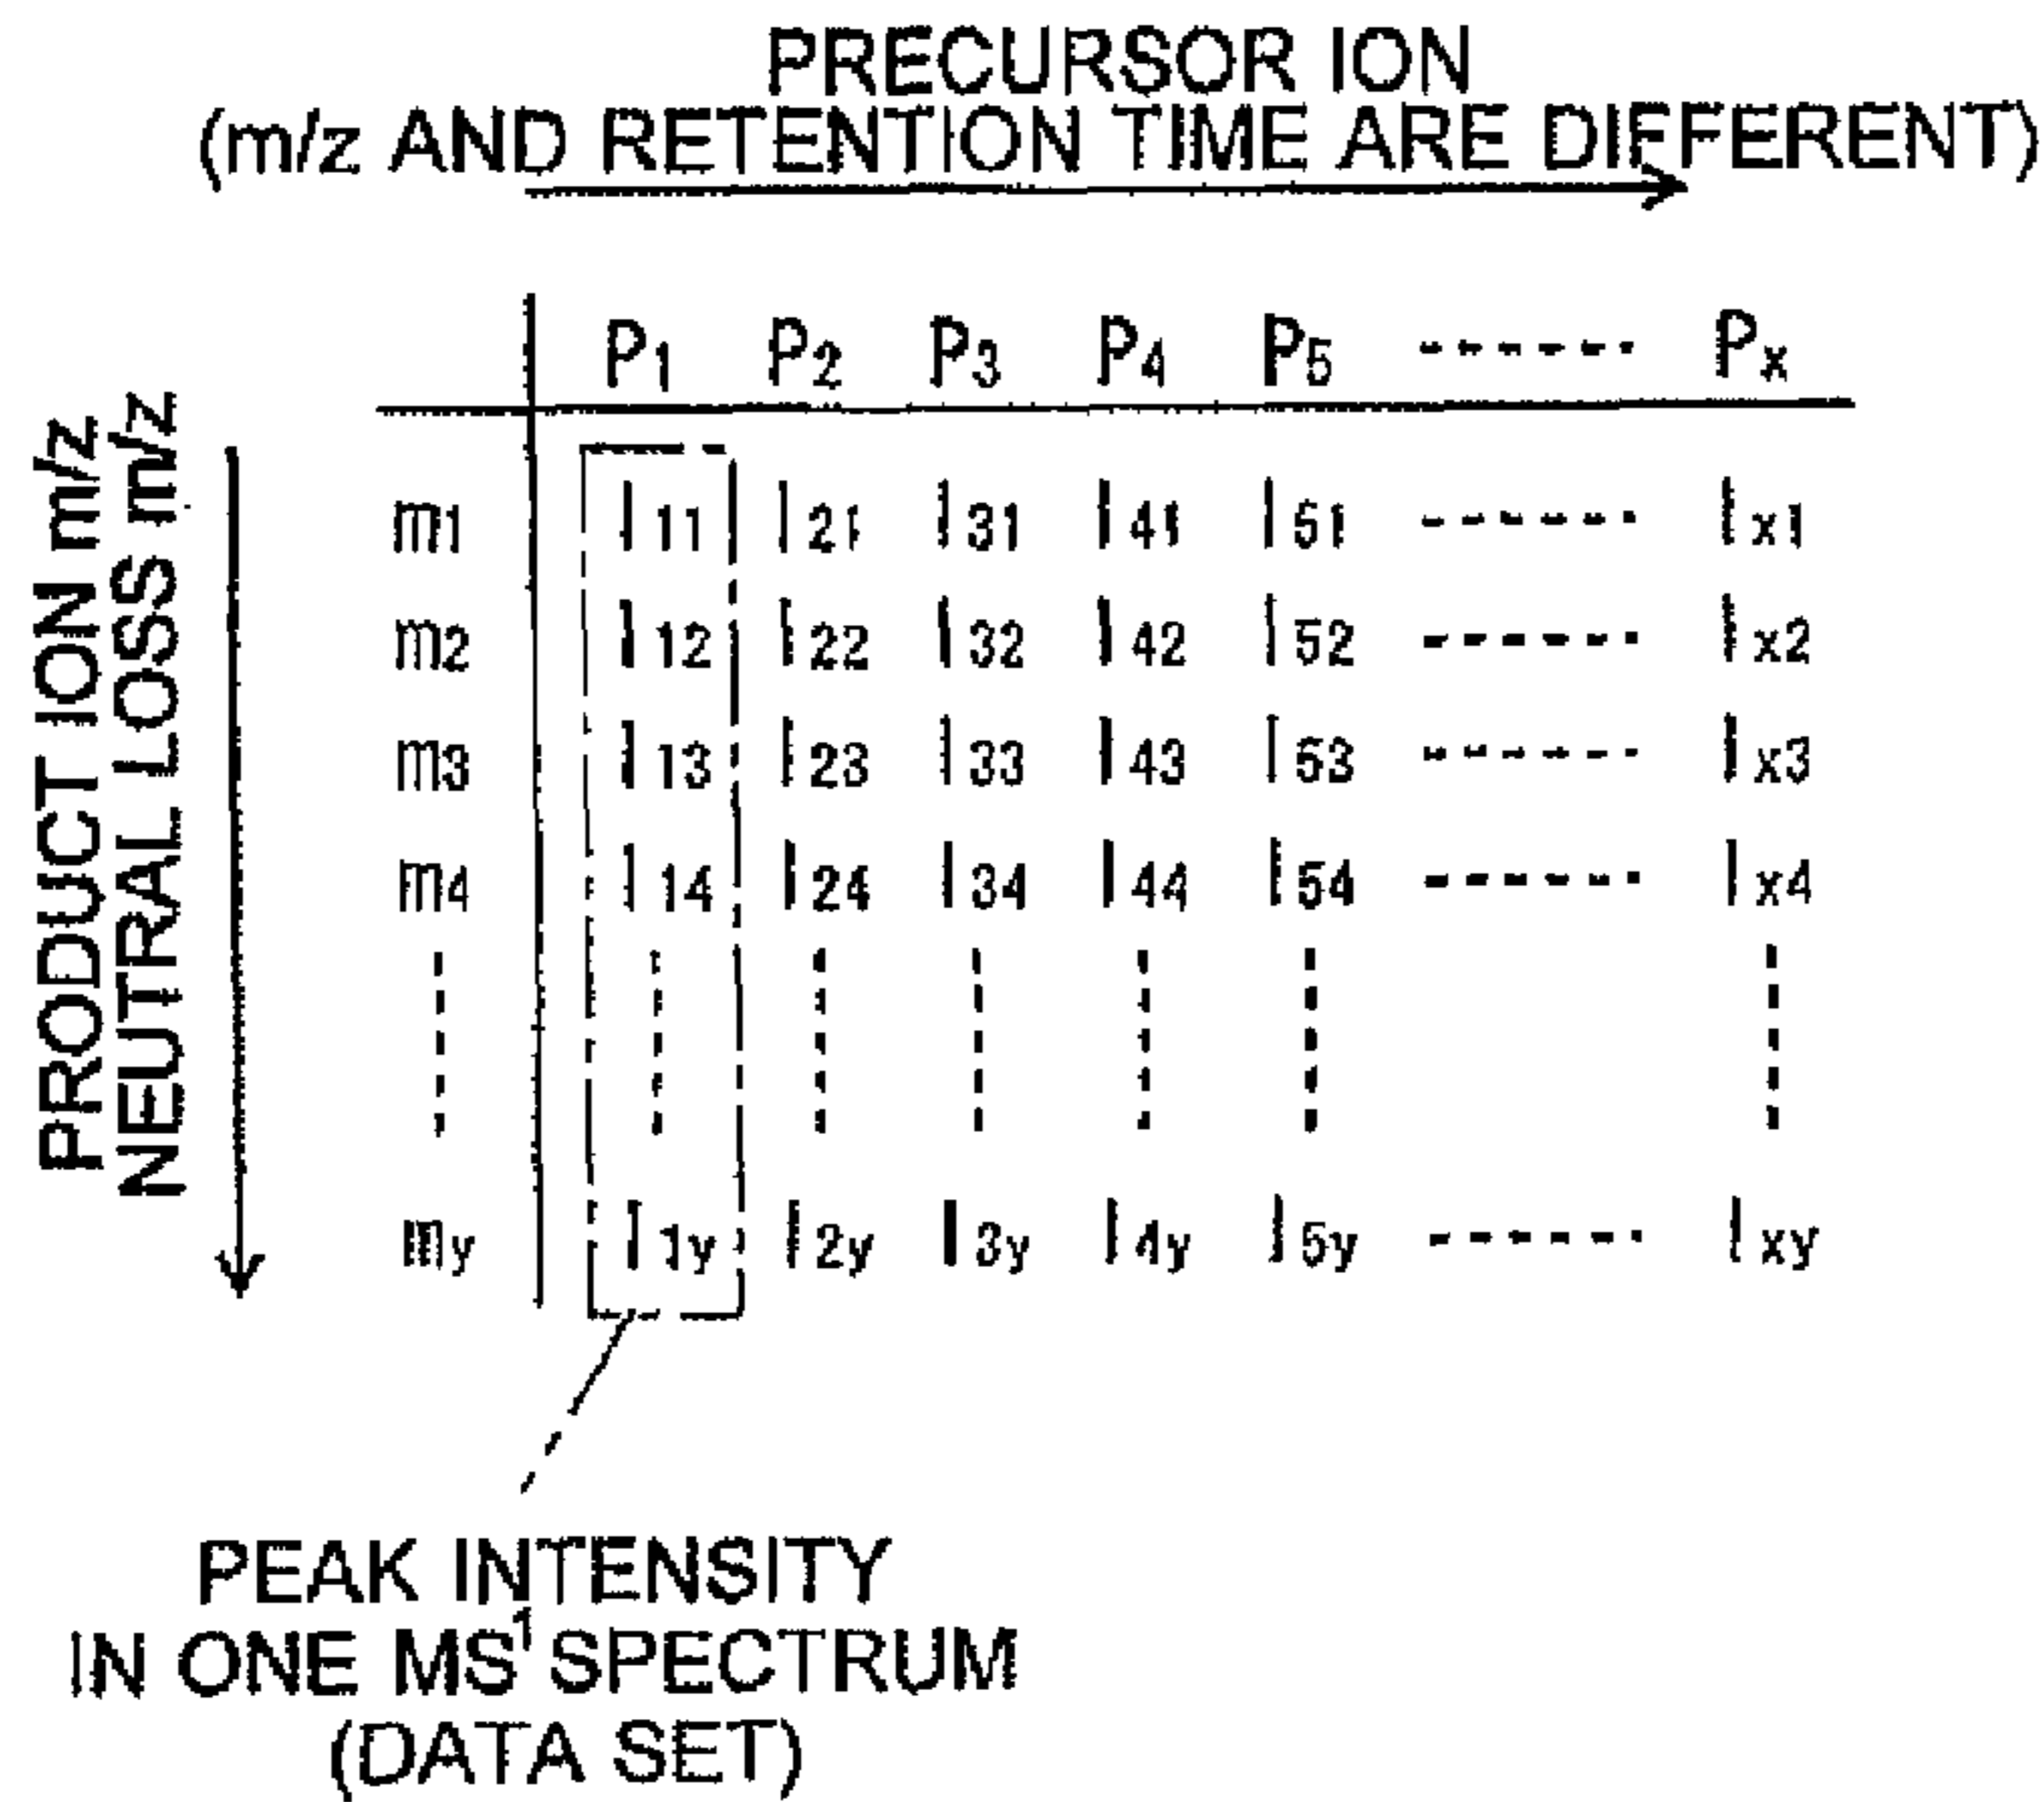 PRECURSOR ION
(m/z AND RETENTION TIME ARE DIFFERENT)
PRODUCT ION m/z
NEUTRAL LOSS m/z
P1 P2 P3 P4 P5 ------ Px
m1 I11 I21 I31 I41 I51 ------ Ix1
m2 I12 I22 I32 I42 I52 ------ Ix2
m3 I13 I23 I33 I43 I53 ------ Ix3
m4 I14 I24 I34 I44 I54 ------ Ix4
my I1y I2y I3y I4y I5y ------ Ixy
PEAK INTENSITY
IN ONE MS¹ SPECTRUM
(DATA SET)